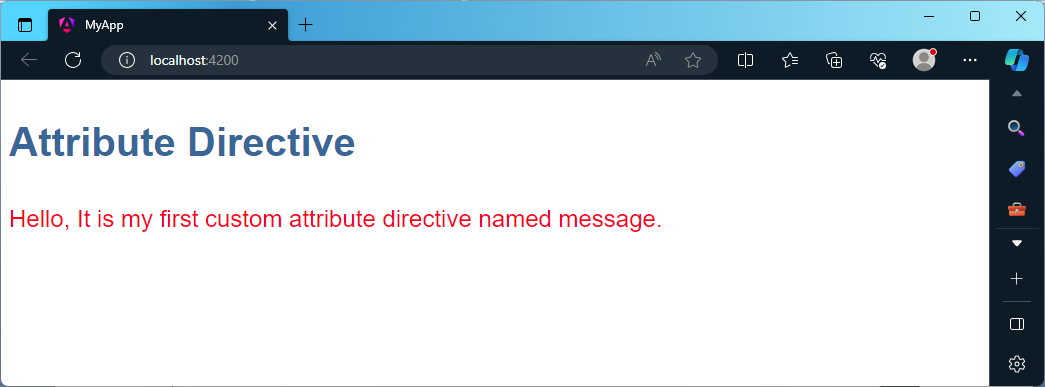 MyApp
localhost:4200
Attribute Directive
Hello, It is my first custom attribute directive named message.